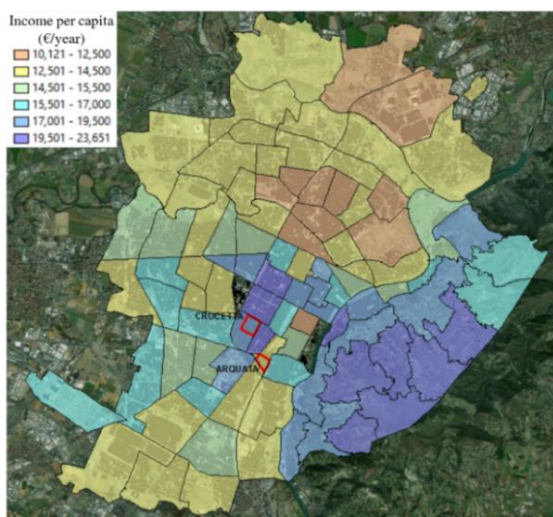 Income per capita
(€/year)
10,121 - 12,500
12,501 - 14,500
14,501 - 15,500
15,501 - 17,000
17,001 - 19,500
19,501 - 23,651
CROCETTA
ARQUATA